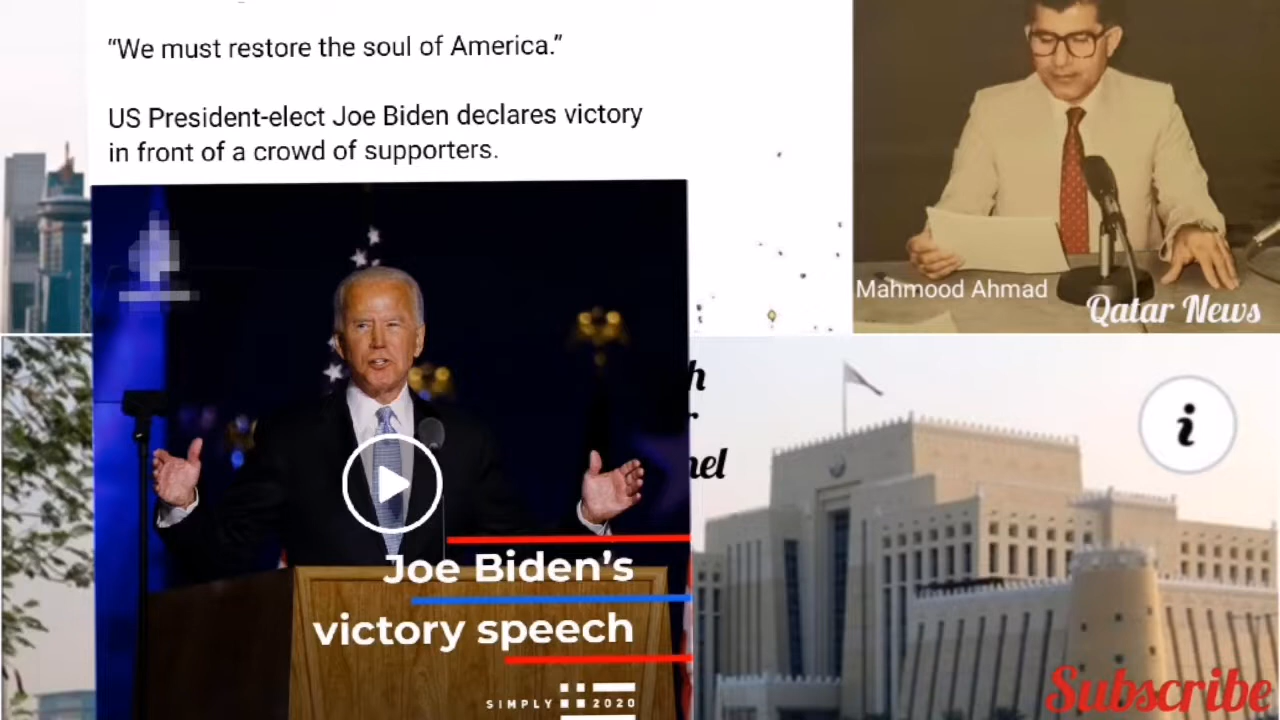 “We must restore the soul of America.”
US President-elect Joe Biden declares victory
in front of a crowd of supporters.
Mahmood Ahmad
Qatar News
h
r
nel
i
Joe Biden’s
victory speech
SIMPLY 2020
Subscribe